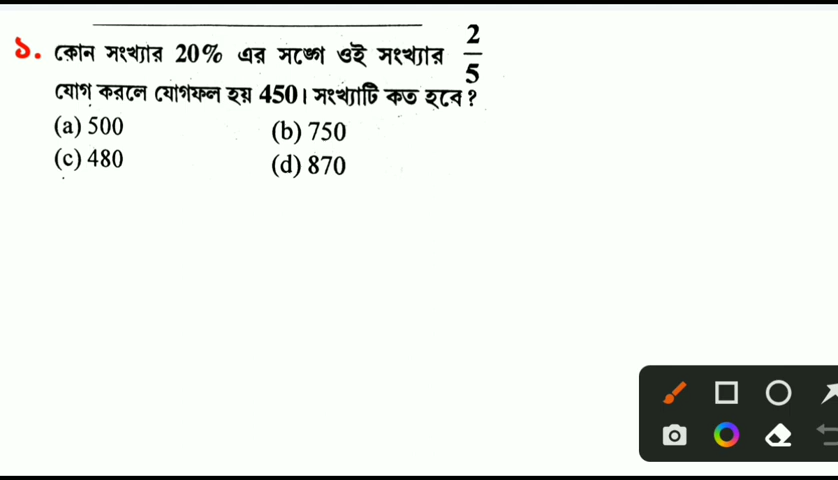 ১. কোন সংখ্যার 20% এর সঙ্গে ওই সংখ্যার 2/5
যোগ করলে যোগফল হয় 450। সংখ্যাটি কত হবে?
(a) 500 (b) 750
(c) 480 (d) 870